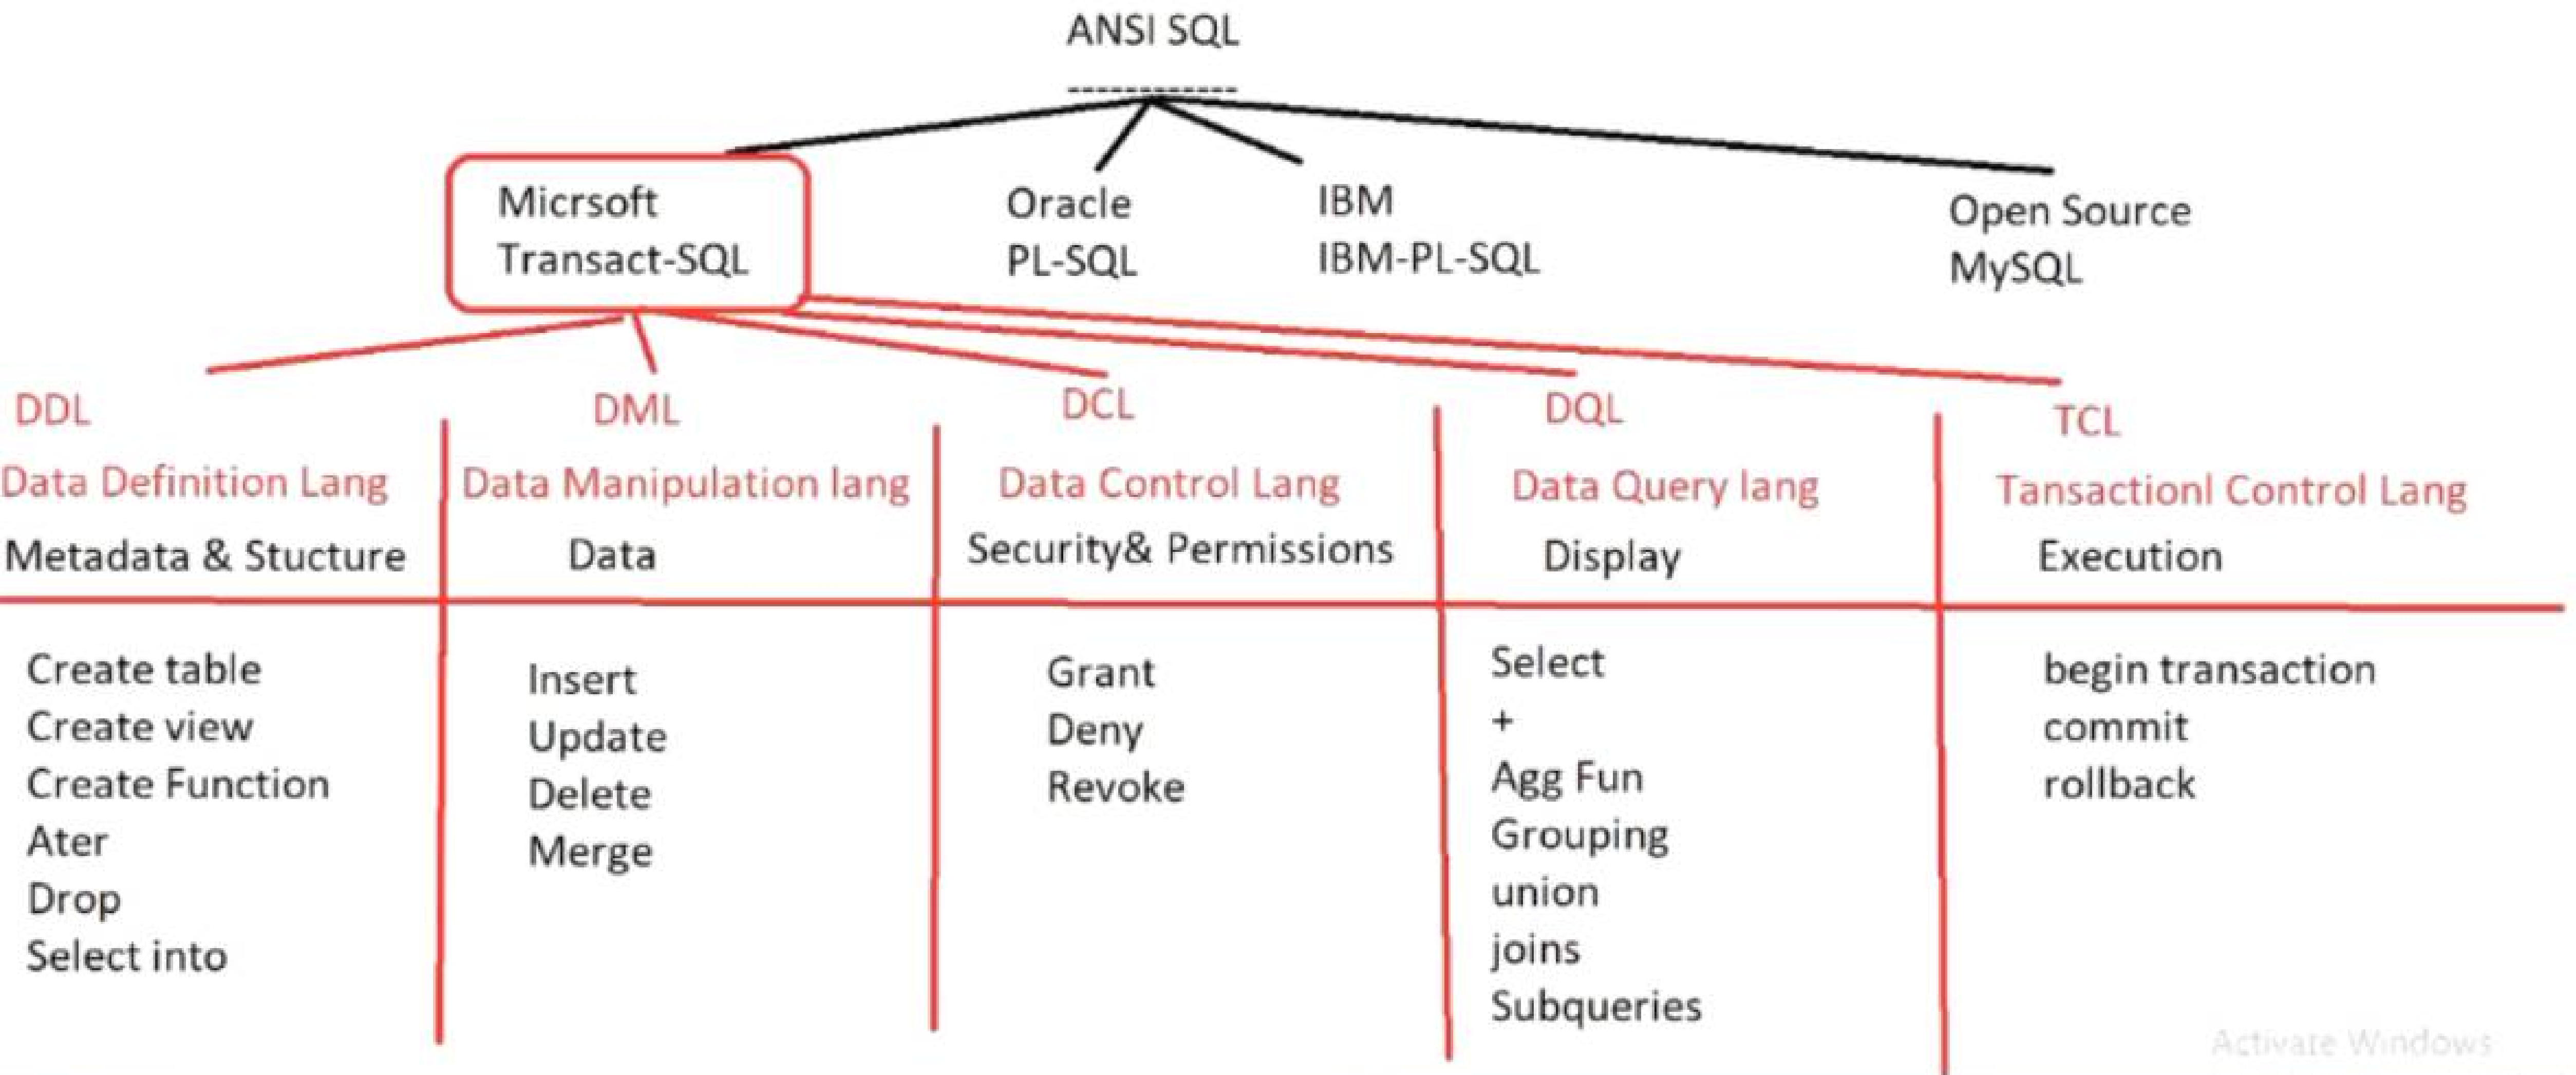 ANSI SQL
------------
Micrsoft
Transact-SQL
Oracle
PL-SQL
IBM
IBM-PL-SQL
Open Source
MySQL
DDL
Data Definition Lang
Metadata & Stucture
DML
Data Manipulation lang
Data
DCL
Data Control Lang
Security& Permissions
DQL
Data Query lang
Display
TCL
Tansactionl Control Lang
Execution
Create table
Create view
Create Function
Ater
Drop
Select into
Insert
Update
Delete
Merge
Grant
Deny
Revoke
Select
+
Agg Fun
Grouping
union
joins
Subqueries
begin transaction
commit
rollback
Activate Windows